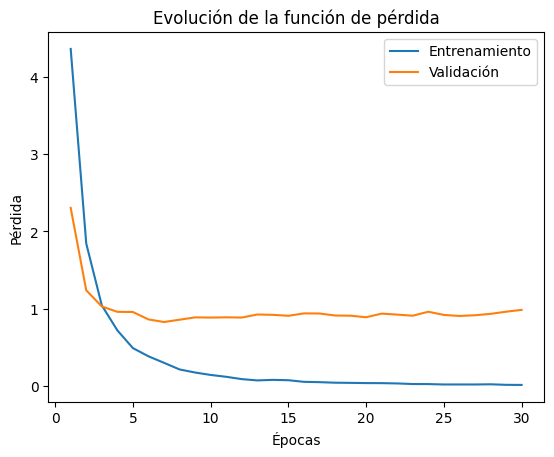 Evolución de la función de pérdida
Entrenamiento
Validación
Pérdida
4
3
2
1
0
0
5
10
15
20
25
30
Épocas